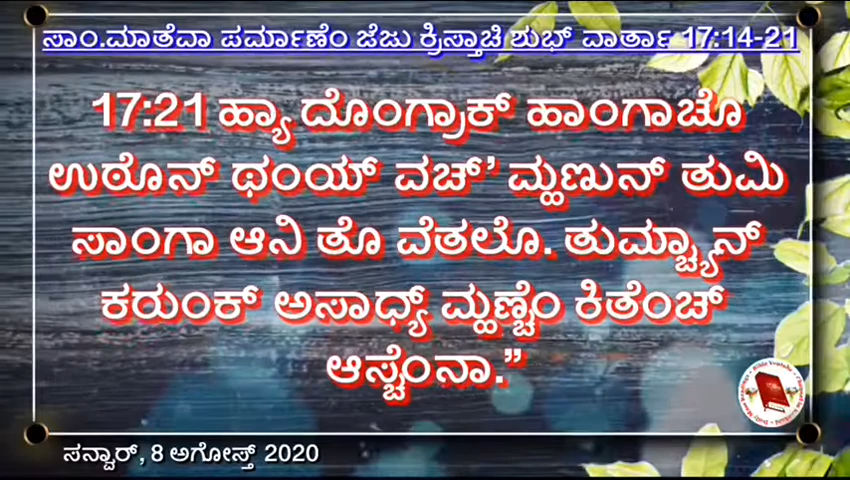 ಸಾಂ.ಮಾತೆವಾ ಪರ್ಮಾಣೆಂ ಜೆಜು ಕ್ರಿಸ್ತಾಚಿ ಶುಭ್ ವಾರ್ತಾ 17:14-21
17:21 ಹ್ಯಾ ದೊಂಗ್ರಾಕ್ ಹಾಂಗಾಚೊ
ಉಠೊನ್ ಥಂಯ್ ವಚ್’ ಮ್ಹಣುನ್ ತುಮಿ
ಸಾಂಗಾ ಆನಿ ತೊ ವೆತಲೊ. ತುಮ್ಚ್ಯಾನ್
ಕರುಂಕ್ ಅಸಾಧ್ಯ್ ಮ್ಹಣ್ಚೆಂ ಕಿತೆಂಚ್
ಆಸ್ಚೆಂನಾ.”
ಸನ್ವಾರ್, 8 ಅಗೋಸ್ತ್ 2020